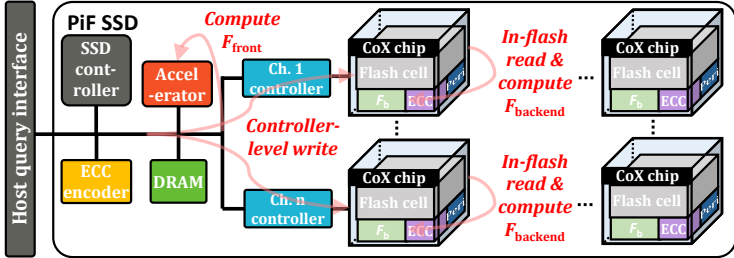 Host query interface
PiF SSD
SSD cont-
roller
Accel
-erator
ECC
encoder
DRAM
Compute
F_front
Ch. 1
controller
Controller-
level write
Ch. n
controller
CoX chip
Flash cell
F_b
ECC
Peri
In-flash
read &
compute
F_backend
...
CoX chip
Flash cell
F_b
ECC
Peri
...
...
CoX chip
Flash cell
F_b
ECC
Peri
In-flash
read &
compute
F_backend
...
CoX chip
Flash cell
F_b
ECC
Peri